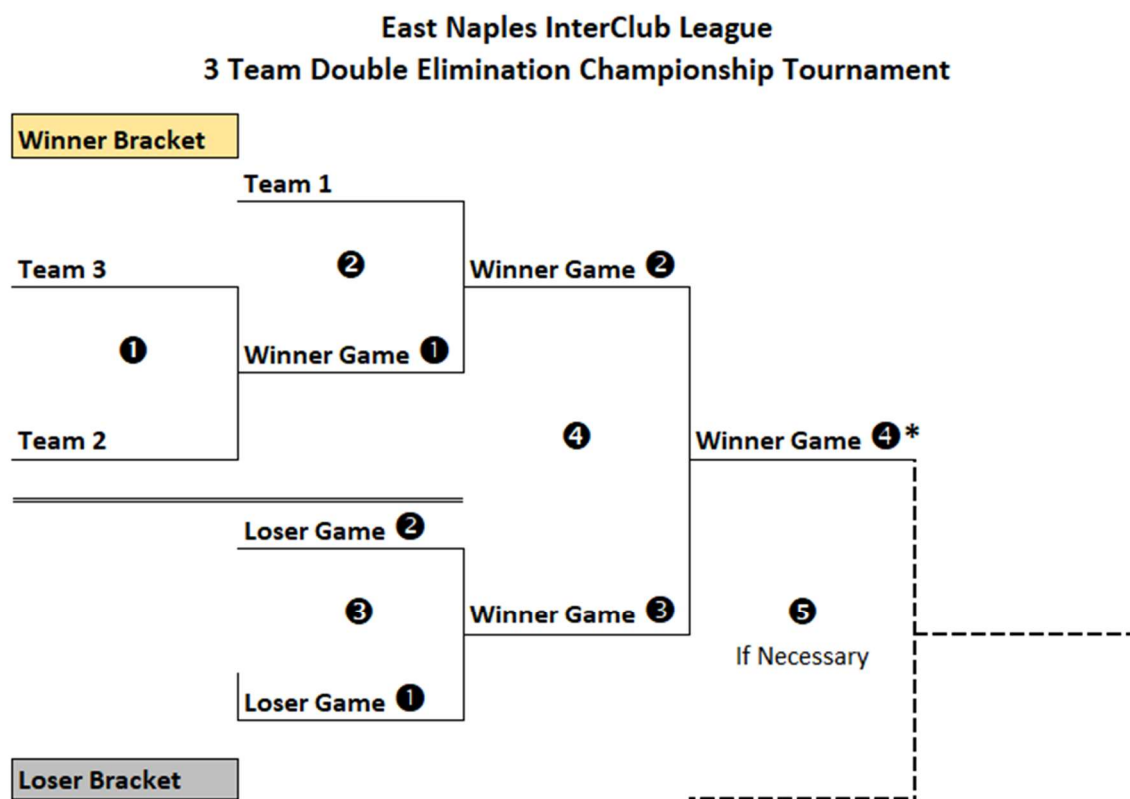 East Naples InterClub League
3 Team Double Elimination Championship Tournament
Winner Bracket
Team 1
Team 3
❷
Winner Game ❷
❶
Winner Game ❶
Team 2
❹
Winner Game ❹*
Loser Game ❷
❸
Winner Game ❸
❺
If Necessary
Loser Game ❶
Loser Bracket